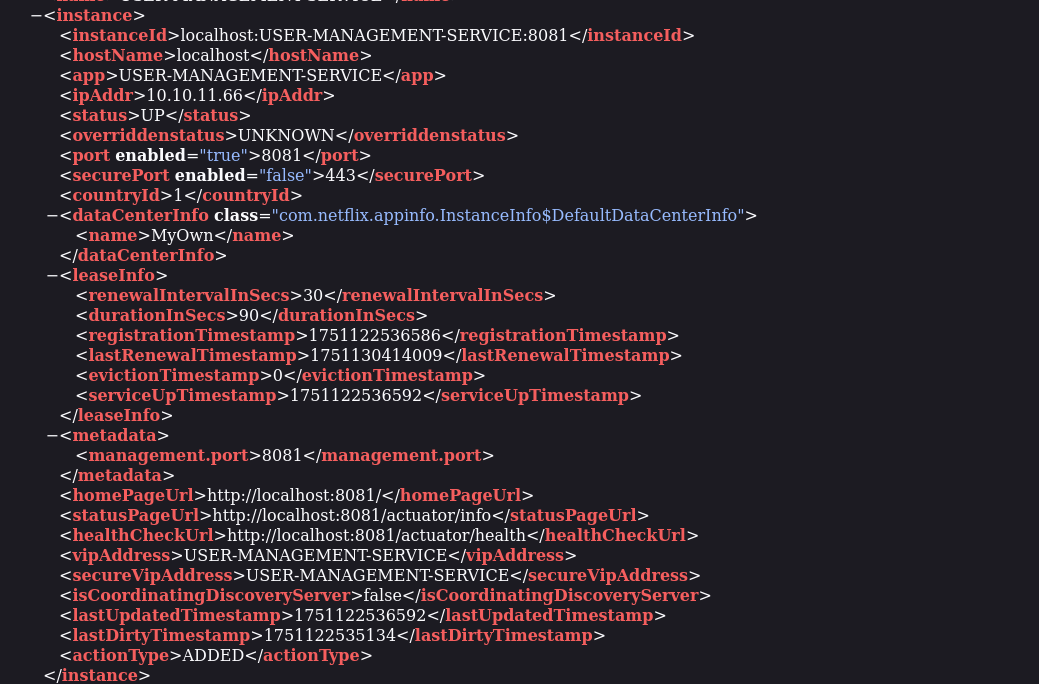 −<instance>
<instanceId>localhost:USER-MANAGEMENT-SERVICE:8081</instanceId>
<hostName>localhost</hostName>
<app>USER-MANAGEMENT-SERVICE</app>
<ipAddr>10.10.11.66</ipAddr>
<status>UP</status>
<overriddenstatus>UNKNOWN</overriddenstatus>
<port enabled="true">8081</port>
<securePort enabled="false">443</securePort>
<countryId>1</countryId>
−<dataCenterInfo class="com.netflix.appinfo.InstanceInfo$DefaultDataCenterInfo">
<name>MyOwn</name>
</dataCenterInfo>
−<leaseInfo>
<renewalIntervalInSecs>30</renewalIntervalInSecs>
<durationInSecs>90</durationInSecs>
<registrationTimestamp>1751122536586</registrationTimestamp>
<lastRenewalTimestamp>1751130414009</lastRenewalTimestamp>
<evictionTimestamp>0</evictionTimestamp>
<serviceUpTimestamp>1751122536592</serviceUpTimestamp>
</leaseInfo>
−<metadata>
<management.port>8081</management.port>
</metadata>
<homePageUrl>http://localhost:8081/</homePageUrl>
<statusPageUrl>http://localhost:8081/actuator/info</statusPageUrl>
<healthCheckUrl>http://localhost:8081/actuator/health</healthCheckUrl>
<vipAddress>USER-MANAGEMENT-SERVICE</vipAddress>
<secureVipAddress>USER-MANAGEMENT-SERVICE</secureVipAddress>
<isCoordinatingDiscoveryServer>false</isCoordinatingDiscoveryServer>
<lastUpdatedTimestamp>1751122536592</lastUpdatedTimestamp>
<lastDirtyTimestamp>1751122535134</lastDirtyTimestamp>
<actionType>ADDED</actionType>
</instance>